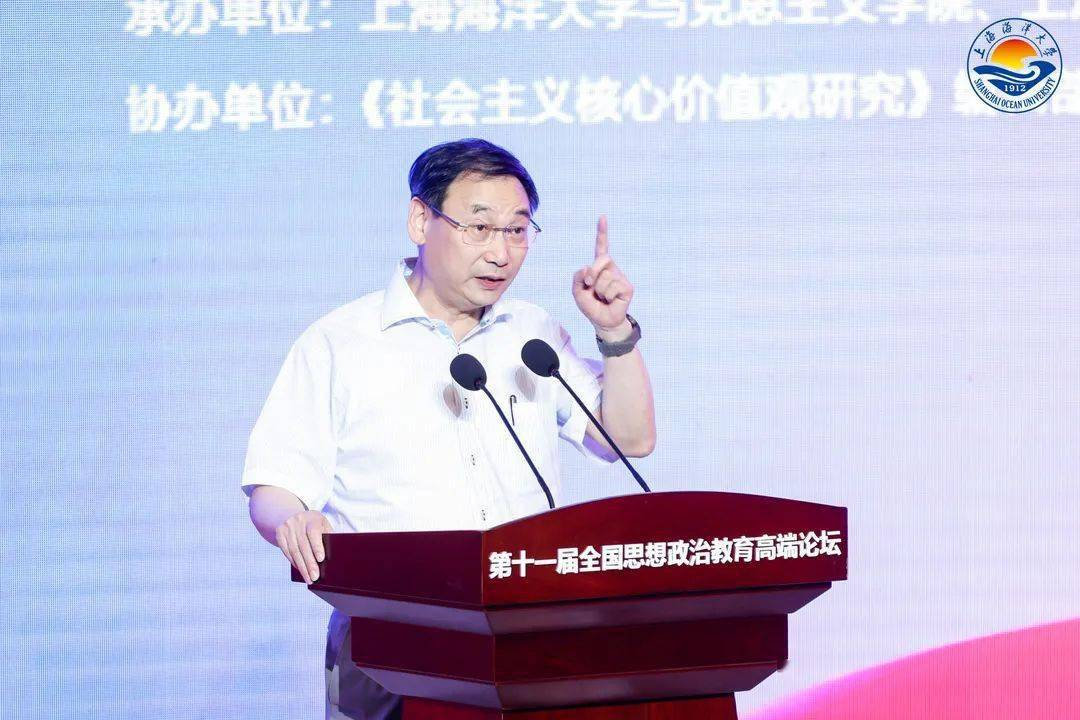 承办单位：上海海洋大学马克思主义学院、上
协办单位：《社会主义核心价值观研究》编
上海海洋大学
SHANGHAI OCEAN UNIVERSITY
1912
第十一届全国思想政治教育高端论坛